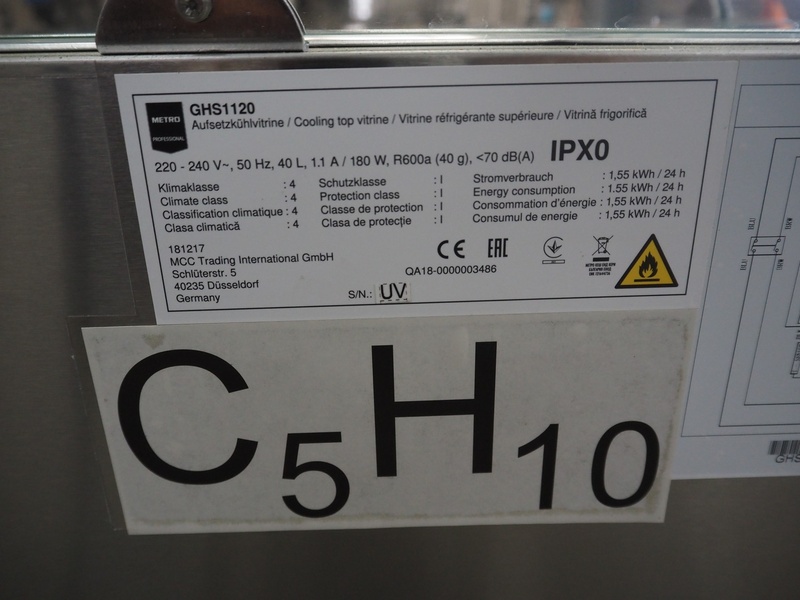 METRO
PROFESSIONAL
GHS1120
Aufsetzkühlvitrine / Cooling top vitrine / Vitrine réfrigérante supérieure / Vitrină frigorifică
220 - 240 V~, 50 Hz, 40 L, 1.1 A / 180 W, R600a (40 g), <70 dB(A) IPX0
Klimaklasse : 4 Schutzklasse : I Stromverbrauch : 1,55 kWh / 24 h
Climate class : 4 Protection class : I Energy consumption : 1.55 kWh / 24 h
Classification climatique : 4 Classe de protection : I Consommation d'énergie : 1,55 kWh / 24 h
Clasa climatică : 4 Clasa de protecţie : I Consumul de energie : 1,55 kWh / 24 h
181217
MCC Trading International GmbH
Schlüterstr. 5
40235 Düsseldorf
Germany
CE EAC
QA18-0000003486
S/N.: UV
C5H10
GHS